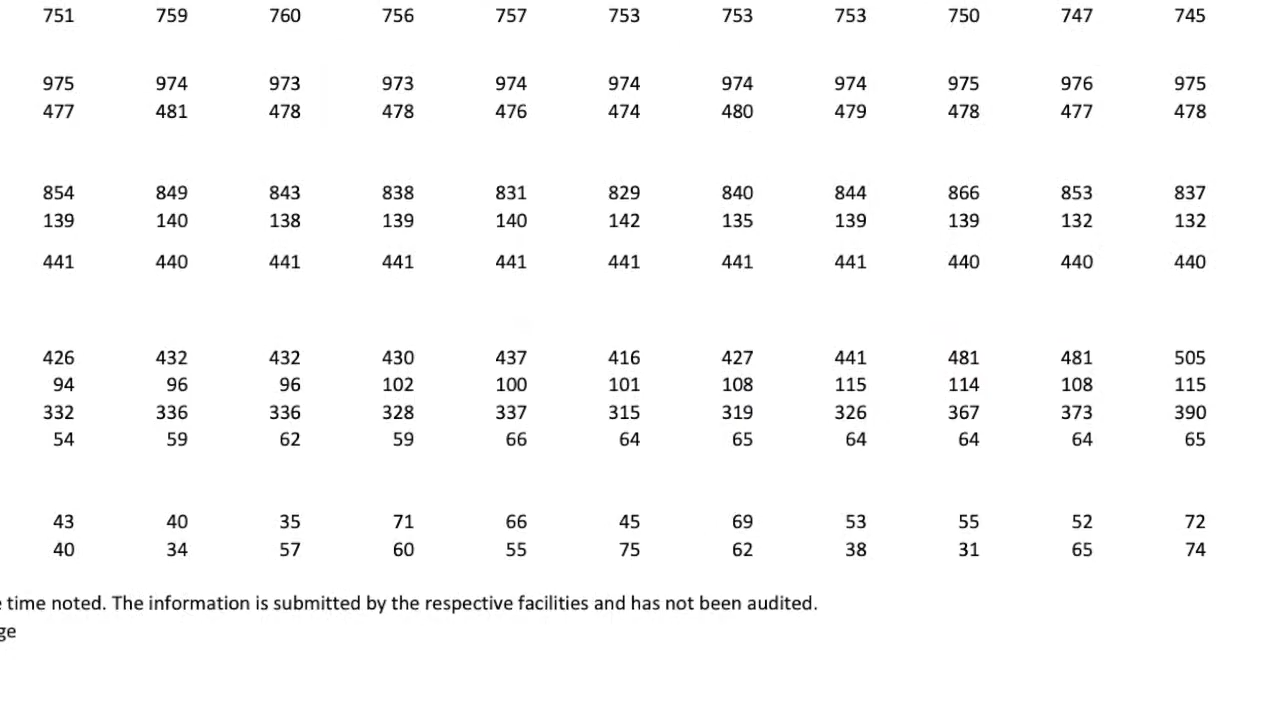 751 759 760 756 757 753 753 753 750 747 745
975 974 973 973 974 974 974 974 975 976 975
477 481 478 478 476 474 480 479 478 477 478
854 849 843 838 831 829 840 844 866 853 837
139 140 138 139 140 142 135 139 139 132 132
441 440 441 441 441 441 441 441 440 440 440
426 432 432 430 437 416 427 441 481 481 505
94 96 96 102 100 101 108 115 114 108 115
332 336 336 328 337 315 319 326 367 373 390
54 59 62 59 66 64 65 64 64 64 65
43 40 35 71 66 45 69 53 55 52 72
40 34 57 60 55 75 62 38 31 65 74
time noted. The information is submitted by the respective facilities and has not been audited.
ge